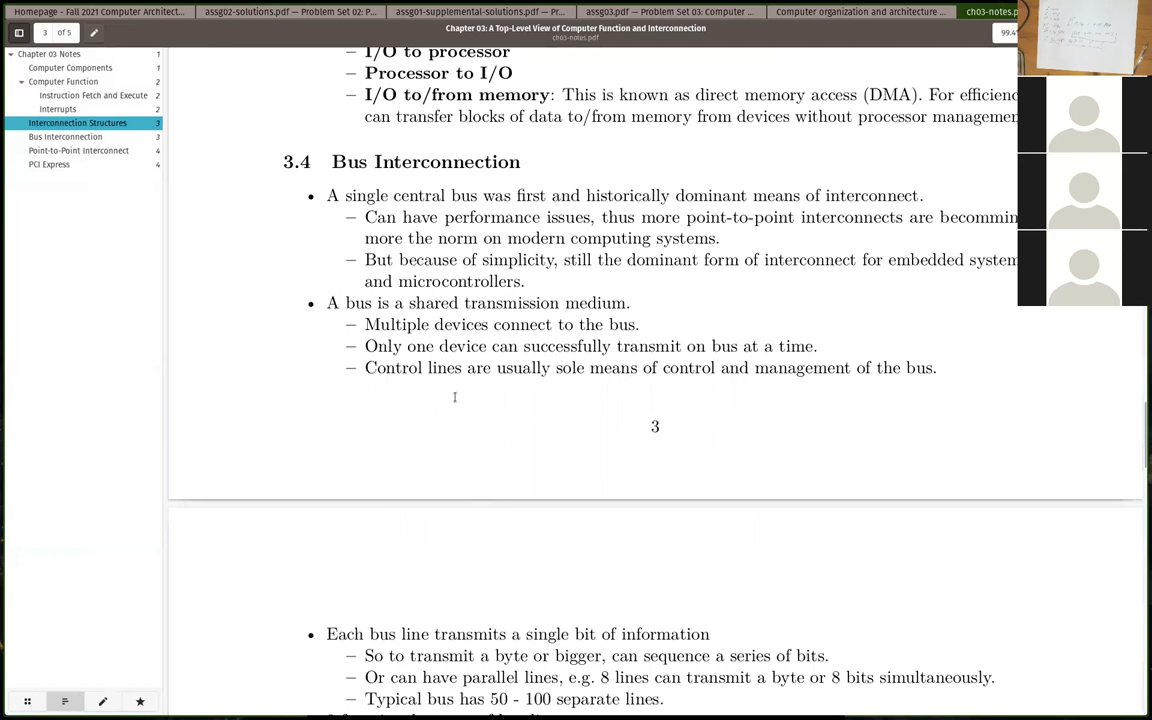 Homepage - Fall 2021 Computer Architect...
assg02-solutions.pdf — Problem Set 02: P...
assg01-supplemental-solutions.pdf — Pr...
assg03.pdf — Problem Set 03: Computer ...
Computer organization and architecture ...
ch03-notes.p
3 of 5
Chapter 03: A Top-Level View of Computer Function and Interconnection
ch03-notes.pdf
99.4
Chapter 03 Notes 1
Computer Components 1
Computer Function 2
Instruction Fetch and Execute 2
Interrupts 2
Interconnection Structures 3
Bus Interconnection 3
Point-to-Point Interconnect 4
PCI Express 4
– I/O to processor
– Processor to I/O
– I/O to/from memory: This is known as direct memory access (DMA). For efficienc
can transfer blocks of data to/from memory from devices without processor managemen
3.4 Bus Interconnection
• A single central bus was first and historically dominant means of interconnect.
– Can have performance issues, thus more point-to-point interconnects are becommin
more the norm on modern computing systems.
– But because of simplicity, still the dominant form of interconnect for embedded system
and microcontrollers.
• A bus is a shared transmission medium.
– Multiple devices connect to the bus.
– Only one device can successfully transmit on bus at a time.
– Control lines are usually sole means of control and management of the bus.
3
• Each bus line transmits a single bit of information
– So to transmit a byte or bigger, can sequence a series of bits.
– Or can have parallel lines, e.g. 8 lines can transmit a byte or 8 bits simultaneously.
– Typical bus has 50 - 100 separate lines.